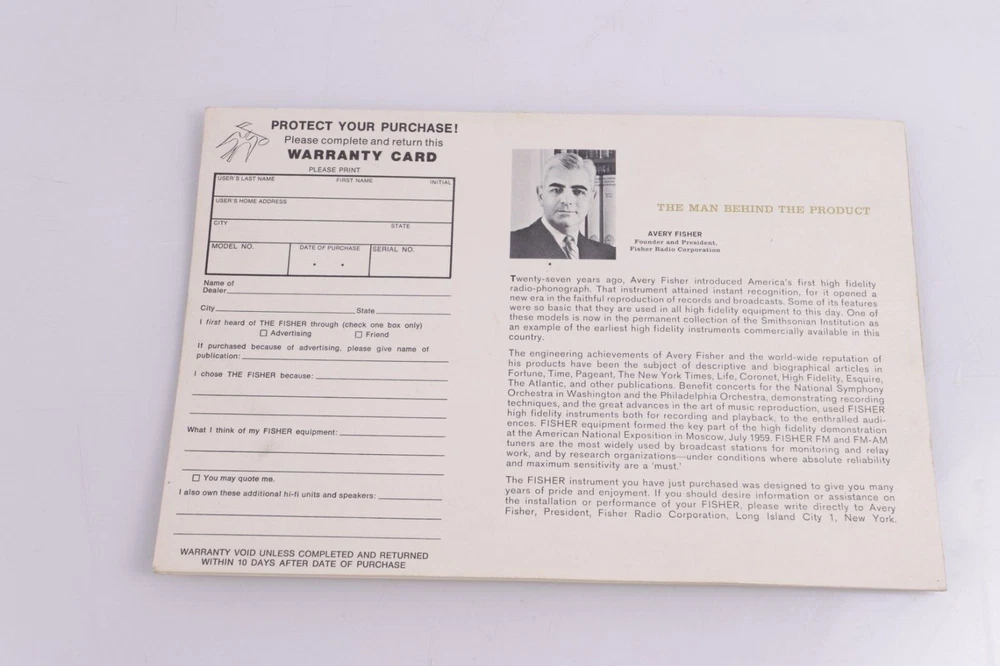 PROTECT YOUR PURCHASE!
Please complete and return this
WARRANTY CARD
PLEASE PRINT
USER'S LAST NAME FIRST NAME INITIAL
USER'S HOME ADDRESS
CITY STATE
MODEL NO. DATE OF PURCHASE SERIAL NO.
Name of
Dealer
City State
I first heard of THE FISHER through (check one box only)
☐ Advertising ☐ Friend
If purchased because of advertising, please give name of
publication:
I chose THE FISHER because:
What I think of my FISHER equipment:
☐ You may quote me.
I also own these additional hi-fi units and speakers:
WARRANTY VOID UNLESS COMPLETED AND RETURNED
WITHIN 10 DAYS AFTER DATE OF PURCHASE
THE MAN BEHIND THE PRODUCT
AVERY FISHER
Founder and President,
Fisher Radio Corporation
Twenty-seven years ago, Avery Fisher introduced America's first high fidelity
radio-phonograph. That instrument attained instant recognition, for it opened a
new era in the faithful reproduction of records and broadcasts. Some of its features
were so basic that they are used in all high fidelity equipment to this day. One of
these models is now in the permanent collection of the Smithsonian Institution as
an example of the earliest high fidelity instruments commercially available in this
country.
The engineering achievements of Avery Fisher and the world-wide reputation of
his products have been the subject of descriptive and biographical articles in
Fortune, Time, Pageant, The New York Times, Life, Coronet, High Fidelity, Esquire,
The Atlantic, and other publications. Benefit concerts for the National Symphony
Orchestra in Washington and the Philadelphia Orchestra, demonstrating recording
techniques, and the great advances in the art of music reproduction, used FISHER
high fidelity instruments both for recording and playback, to the enthralled audi-
ences. FISHER equipment formed the key part of the high fidelity demonstration
at the American National Exposition in Moscow, July 1959. FISHER FM and FM-AM
tuners are the most widely used by broadcast stations for monitoring and relay
work, and by research organizations—under conditions where absolute reliability
and maximum sensitivity are a 'must.'
The FISHER instrument you have just purchased was designed to give you many
years of pride and enjoyment. If you should desire information or assistance on
the installation or performance of your FISHER, please write directly to Avery
Fisher, President, Fisher Radio Corporation, Long Island City 1, New York.